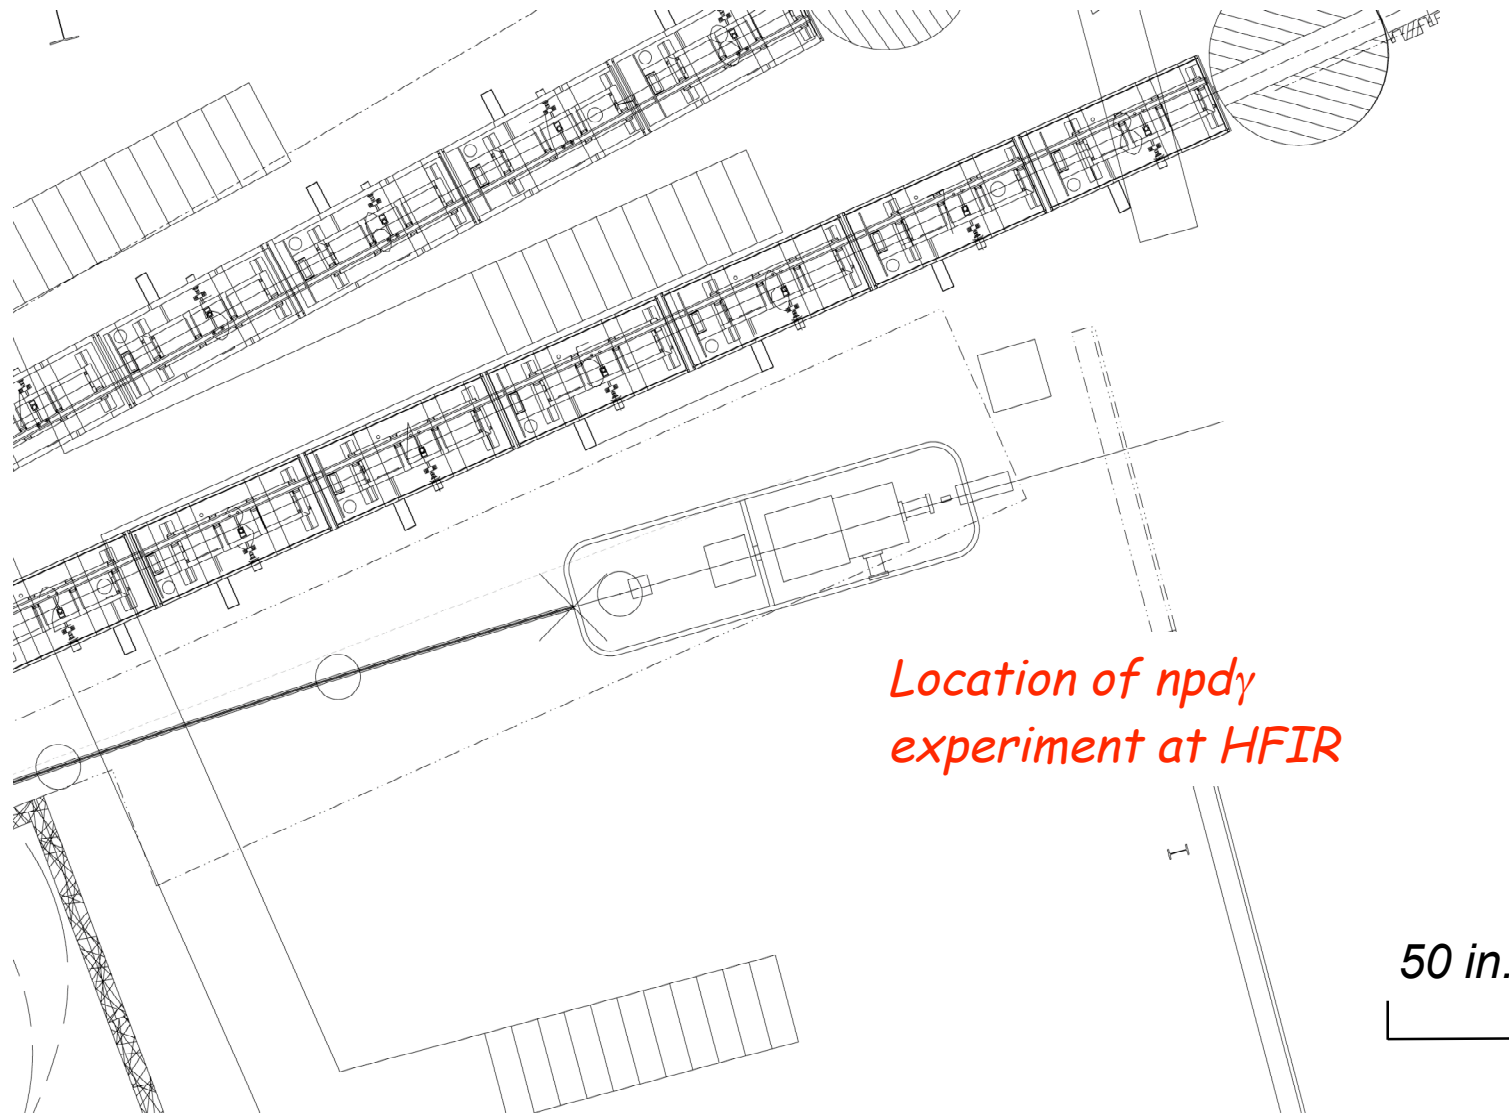 Location of npdγ
experiment at HFIR
50 in.